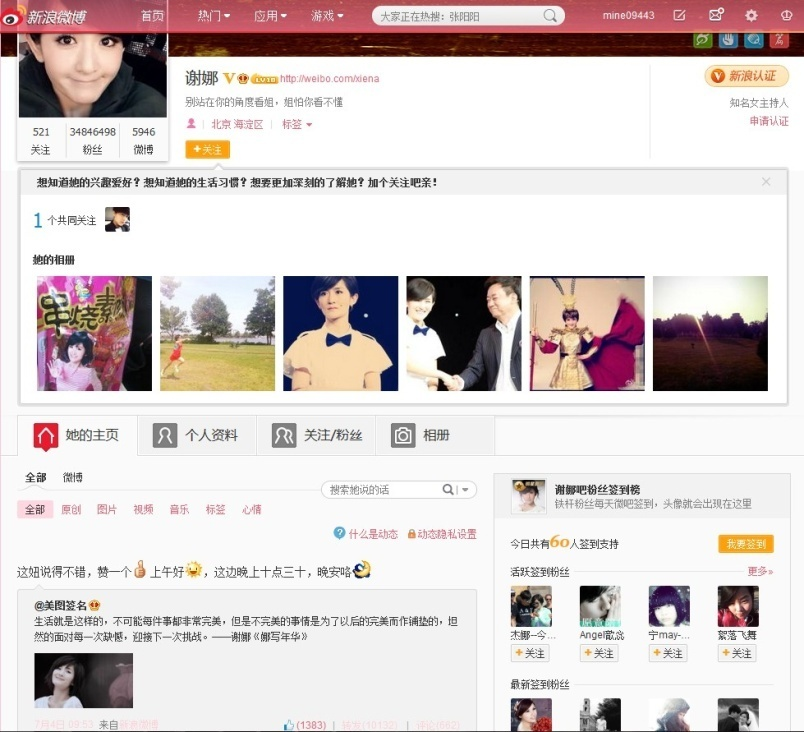 新浪微博 首页 热门 应用 游戏 大家正在热搜：张阳阳 mine09443
谢娜 V http://weibo.com/xiena
别站在你的角度看姐，姐怕你看不懂
北京 海淀区 | 标签
+关注
新浪认证
知名女主持人
申请认证
521 34846498 5946
关注 粉丝 微博
想知道她的兴趣爱好？想知道她的生活习惯？想要更加深刻的了解她？加个关注吧亲！
1 个共同关注
她的相册
串烧素
她的主页 个人资料 关注/粉丝 相册
全部 微博
搜索她说的话
全部 原创 图片 视频 音乐 标签 心情
什么是动态 动态隐私设置
这妞说得不错，赞一个 上午好，这边晚上十点三十，晚安咯
@美图签名
生活就是这样的，不可能每件事都非常完美，但是不完美的事情是为了以后的完美而作铺垫的，坦
然的面对每一次缺憾，迎接下一次挑战。——谢娜《娜写年华》
7月4日 09:53 来自新浪微博 (1383) | 转发(10132) | 评论(682)
谢娜吧粉丝签到榜
铁杆粉丝每天微吧签到，头像就会出现在这里
今日共有60人签到支持 我要签到
活跃签到粉丝 更多»
杰娜--今... Angel歆宸 宁may-... 絮落飞舞
+关注 +关注 +关注 +关注
最新签到粉丝